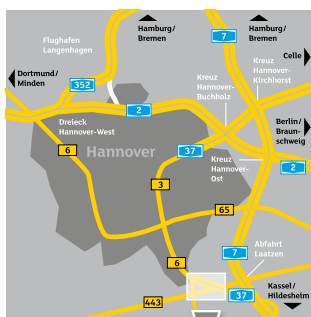 Hamburg/
Bremen
Hamburg/
Bremen
7
Flughafen
Langenhagen
Celle
Kreuz
Hannover-
Kirchhorst
Dortmund/
Minden
352
Kreuz
Hannover-
Buchholz
2
Dreieck
Hannover-West
Berlin/
Braun-
schweig
6
Hannover
37
Kreuz
Hannover-
Ost
2
3
65
Abfahrt
Laatzen
7
6
Kassel/
Hildesheim
37
443